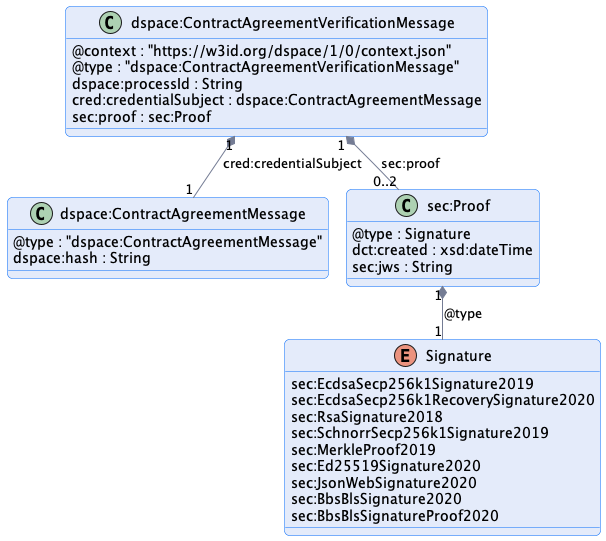 C dspace:ContractAgreementVerificationMessage
@context : "https://w3id.org/dspace/1/0/context.json"
@type : "dspace:ContractAgreementVerificationMessage"
dspace:processId : String
cred:credentialSubject : dspace:ContractAgreementMessage
sec:proof : sec:Proof
1
1
cred:credentialSubject
sec:proof
1
0..2
C dspace:ContractAgreementMessage
@type : "dspace:ContractAgreementMessage"
dspace:hash : String
C sec:Proof
@type : Signature
dct:created : xsd:dateTime
sec:jws : String
1
@type
1
E Signature
sec:EcdsaSecp256k1Signature2019
sec:EcdsaSecp256k1RecoverySignature2020
sec:RsaSignature2018
sec:SchnorrSecp256k1Signature2019
sec:MerkleProof2019
sec:Ed25519Signature2020
sec:JsonWebSignature2020
sec:BbsBlsSignature2020
sec:BbsBlsSignatureProof2020